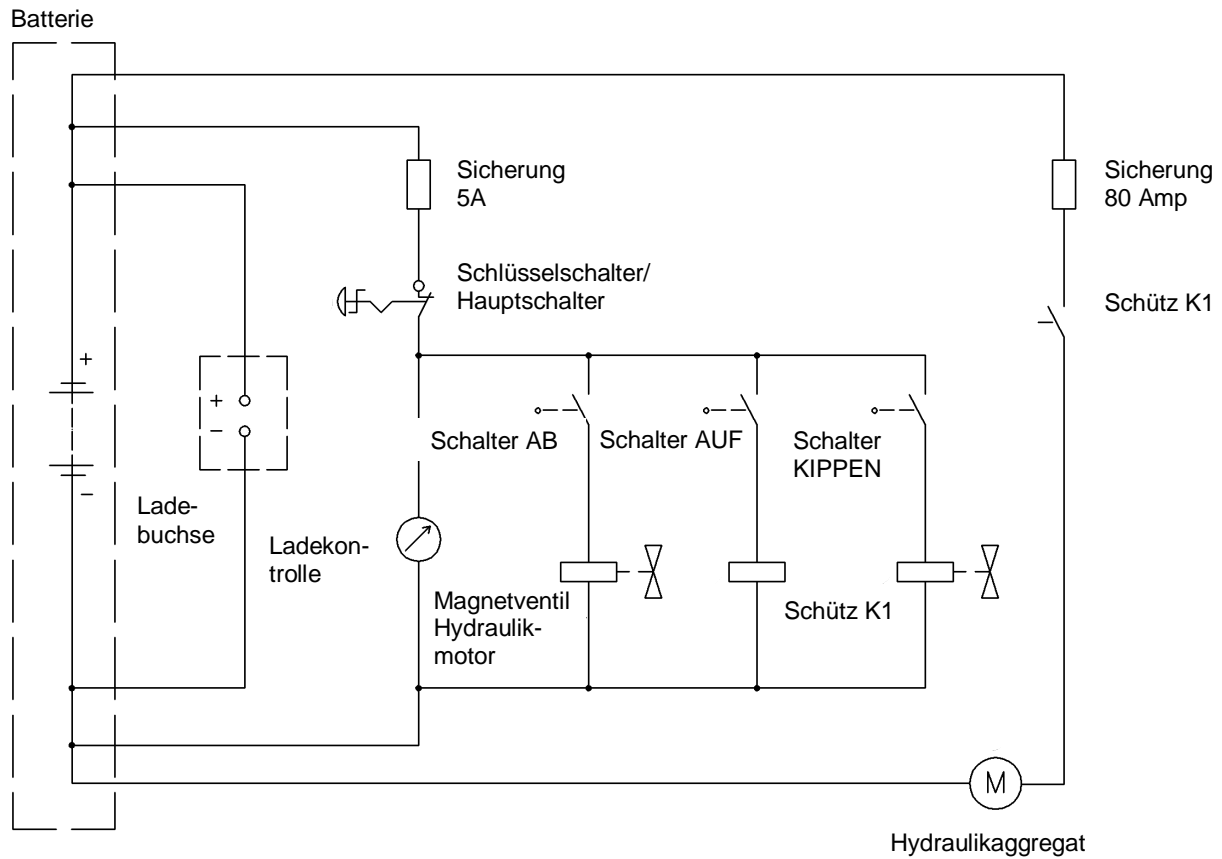 Batterie
Sicherung
5A
Sicherung
80 Amp
Schlüsselschalter/
Hauptschalter
Schütz K1
+
+
−
−
Schalter AB
Schalter AUF
Schalter
KIPPEN
Lade-
buchse
Ladekon-
trolle
Magnetventil
Hydraulik-
motor
Schütz K1
M
Hydraulikaggregat